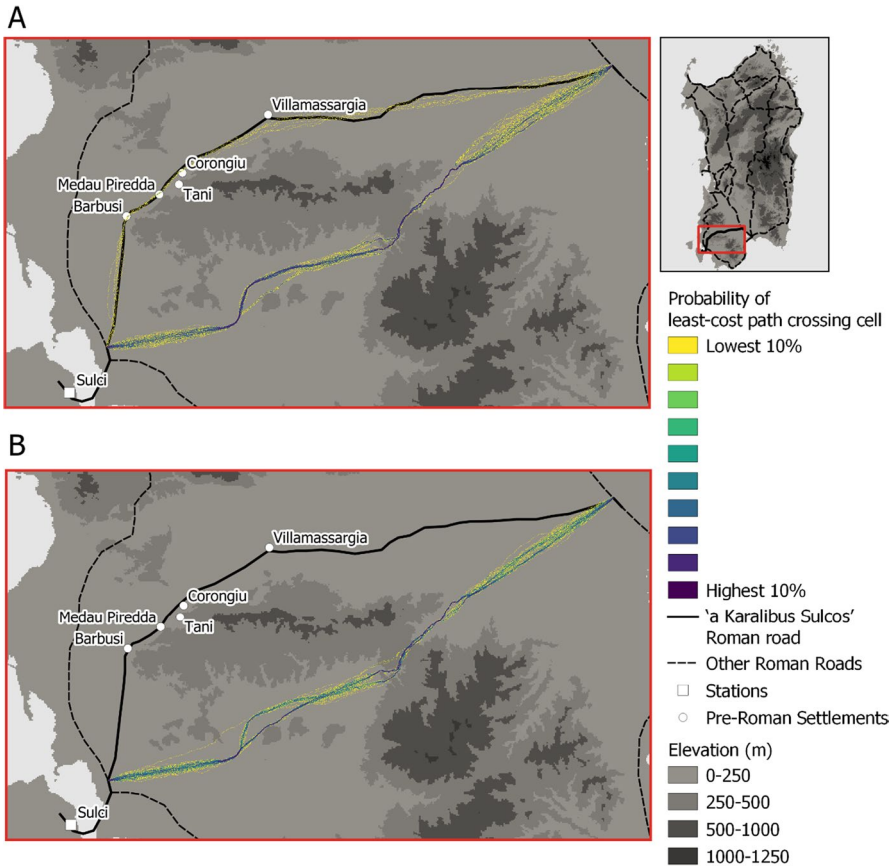 A
Villamassargia
Corongiu
Medau Piredda
Tani
Barbusi
Sulci
B
Villamassargia
Corongiu
Medau Piredda
Tani
Barbusi
Sulci
Probability of
least-cost path crossing cell
Lowest 10%
Highest 10%
‘a Karalibus Sulcos’
Roman road
Other Roman Roads
Stations
Pre-Roman Settlements
Elevation (m)
0-250
250-500
500-1000
1000-1250